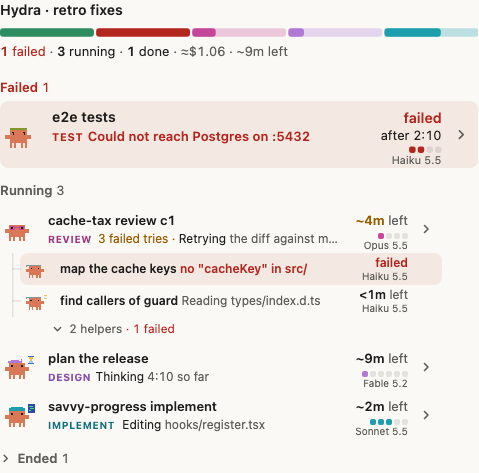 Hydra · retro fixes
1 failed · 3 running · 1 done · ≈$1.06 · ~9m left
Failed 1
e2e tests
failed
TEST Could not reach Postgres on :5432
after 2:10
Haiku 5.5
Running 3
cache-tax review c1
~4m left
REVIEW 3 failed tries · Retrying the diff against m...
Opus 5.5
map the cache keys no "cacheKey" in src/
failed
Haiku 5.5
find callers of guard Reading types/index.d.ts
<1m left
Haiku 5.5
2 helpers · 1 failed
plan the release
~9m left
DESIGN Thinking 4:10 so far
Fable 5.2
savvy-progress implement
~2m left
IMPLEMENT Editing hooks/register.tsx
Sonnet 5.5
Ended 1